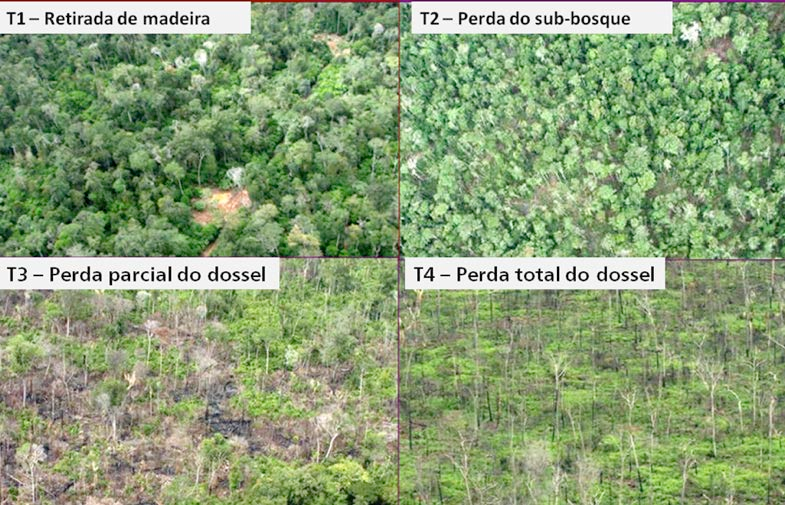 T1 – Retirada de madeira
T2 – Perda do sub-bosque
T3 – Perda parcial do dossel
T4 – Perda total do dossel